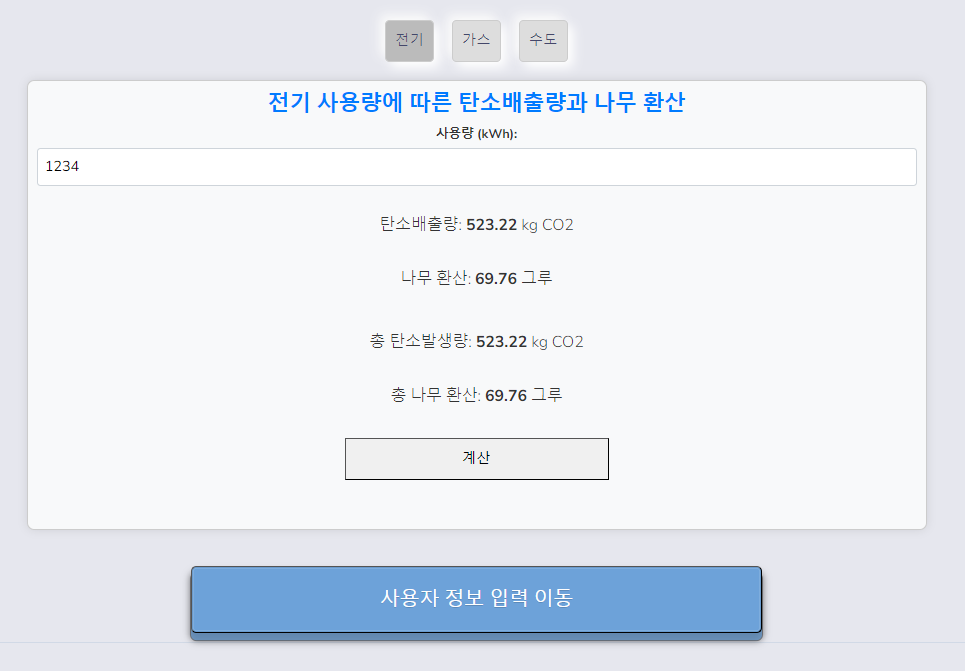 전기 가스 수도
전기 사용량에 따른 탄소배출량과 나무 환산
사용량 (kWh):
1234
탄소배출량: 523.22 kg CO2
나무 환산: 69.76 그루
총 탄소발생량: 523.22 kg CO2
총 나무 환산: 69.76 그루
계산
사용자 정보 입력 이동